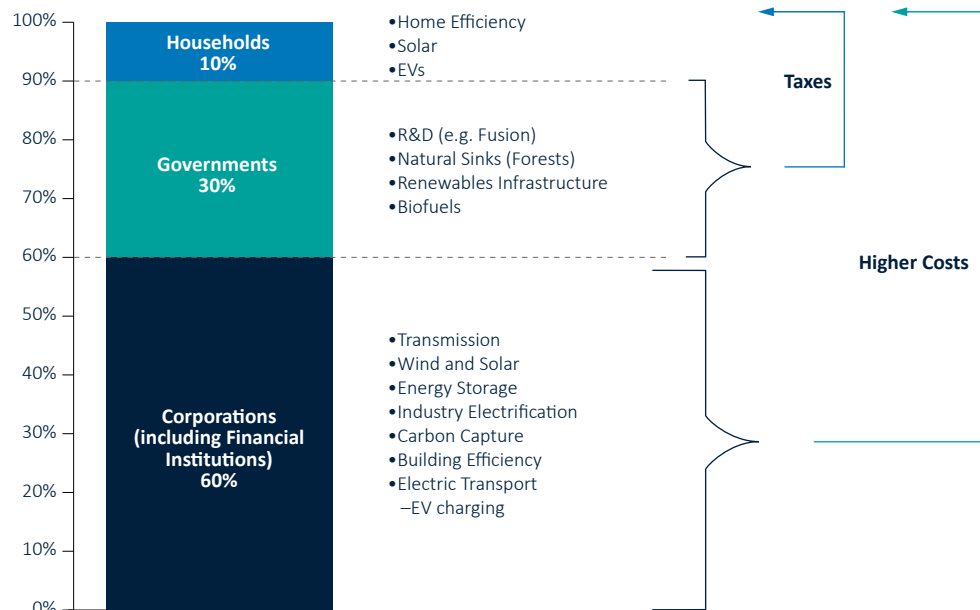 100%
90%
80%
70%
60%
50%
40%
30%
20%
10%
0%
Households
10%
Governments
30%
Corporations
(including Financial
Institutions)
60%
•Home Efficiency
•Solar
•EVs
•R&D (e.g. Fusion)
•Natural Sinks (Forests)
•Renewables Infrastructure
•Biofuels
•Transmission
•Wind and Solar
•Energy Storage
•Industry Electrification
•Carbon Capture
•Building Efficiency
•Electric Transport
–EV charging
Taxes
Higher Costs